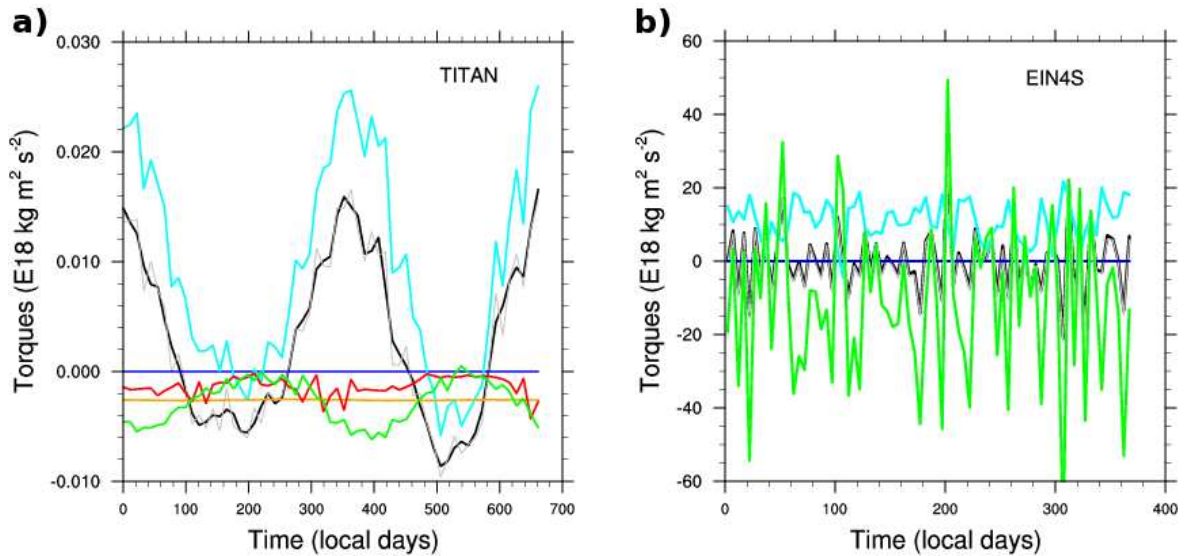 a)
TITAN
Torques (E18 kg m² s⁻²)
0.030
0.020
0.010
0.000
-0.010
0 100 200 300 400 500 600 700
Time (local days)
b)
EIN4S
Torques (E18 kg m² s⁻²)
60
40
20
0
-20
-40
-60
0 100 200 300 400
Time (local days)